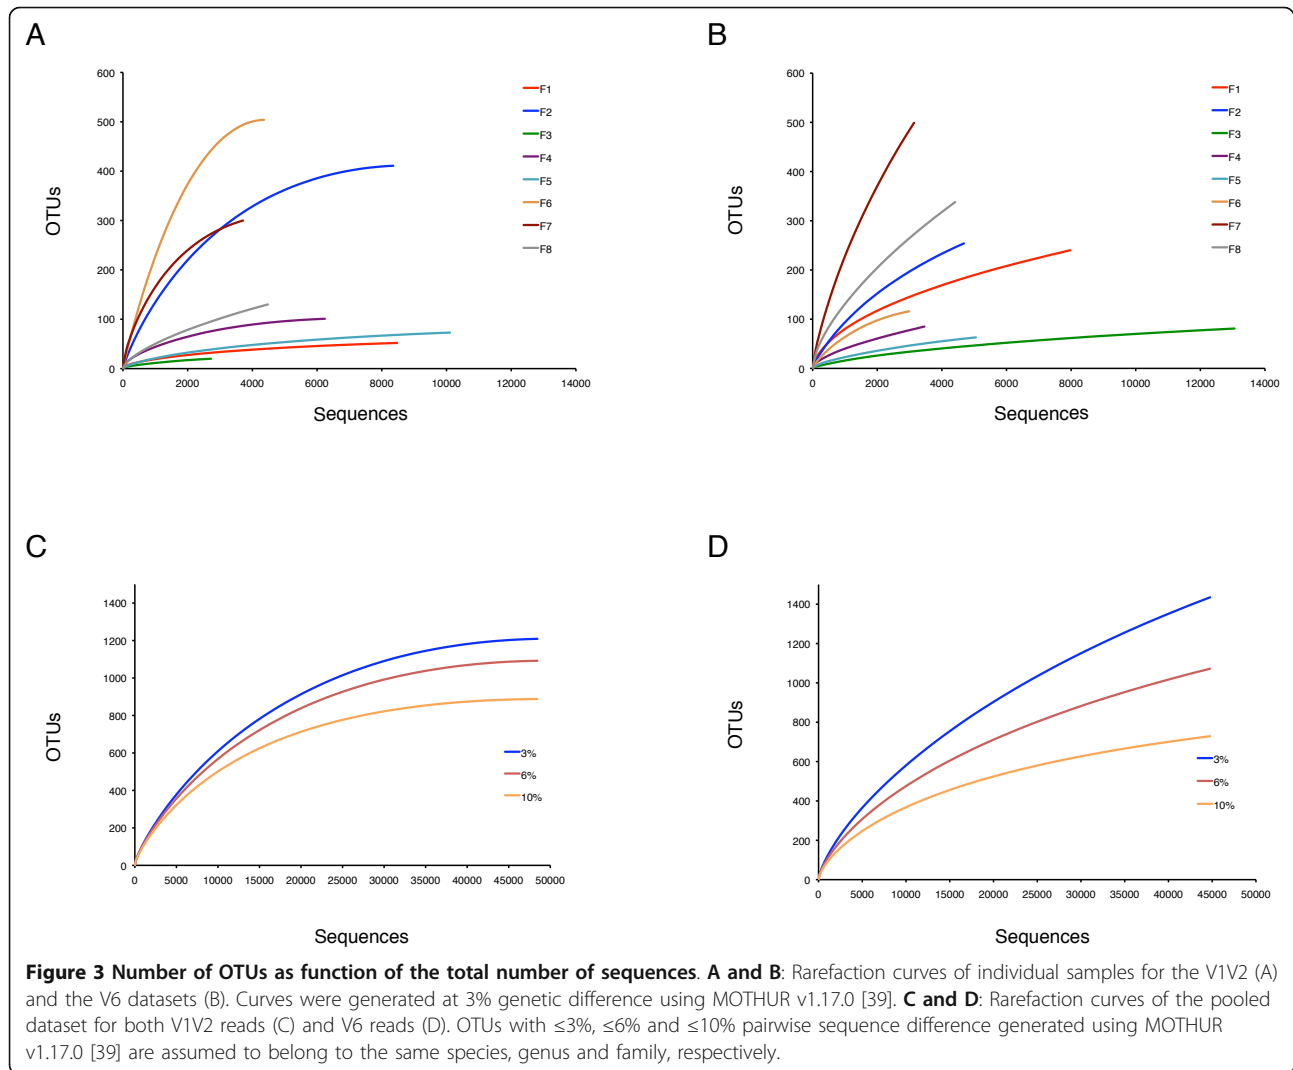 A
600
500
400
300
200
100
0
0 2000 4000 6000 8000 10000 12000 14000
OTUs
Sequences
F1
F2
F3
F4
F5
F6
F7
F8
B
600
500
400
300
200
100
0
0 2000 4000 6000 8000 10000 12000 14000
OTUs
Sequences
F1
F2
F3
F4
F5
F6
F7
F8
C
1400
1200
1000
800
600
400
200
0
0 5000 10000 15000 20000 25000 30000 35000 40000 45000 50000
OTUs
Sequences
3%
6%
10%
D
1400
1200
1000
800
600
400
200
0
0 5000 10000 15000 20000 25000 30000 35000 40000 45000 50000
OTUs
Sequences
3%
6%
10%
Figure 3 Number of OTUs as function of the total number of sequences. A and B: Rarefaction curves of individual samples for the V1V2 (A)
and the V6 datasets (B). Curves were generated at 3% genetic difference using MOTHUR v1.17.0 [39]. C and D: Rarefaction curves of the pooled
dataset for both V1V2 reads (C) and V6 reads (D). OTUs with ≤3%, ≤6% and ≤10% pairwise sequence difference generated using MOTHUR
v1.17.0 [39] are assumed to belong to the same species, genus and family, respectively.